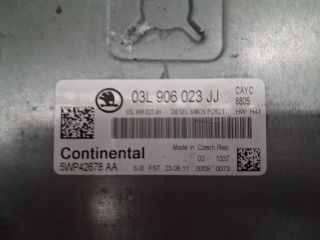 03L 906 023 JJ
CAYC
8805
03L 906 023 JH
DIESEL SIMOS PCR2.1
HW: H43
Continental
Made in Czech Rep.
02 - 1337
5WP42678 AA
SJ8 FST 23 06 11 0009 0073